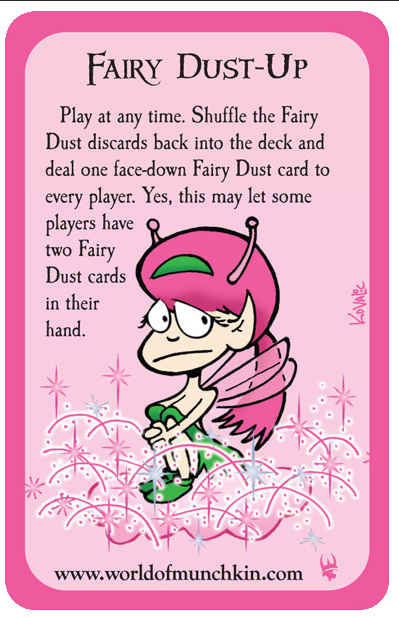 Fairy Dust-Up
Play at any time. Shuffle the Fairy
Dust discards back into the deck and
deal one face-down Fairy Dust card to
every player. Yes, this may let some
players have
two Fairy
Dust cards
in their
hand.
Kovalic
www.worldofmunchkin.com